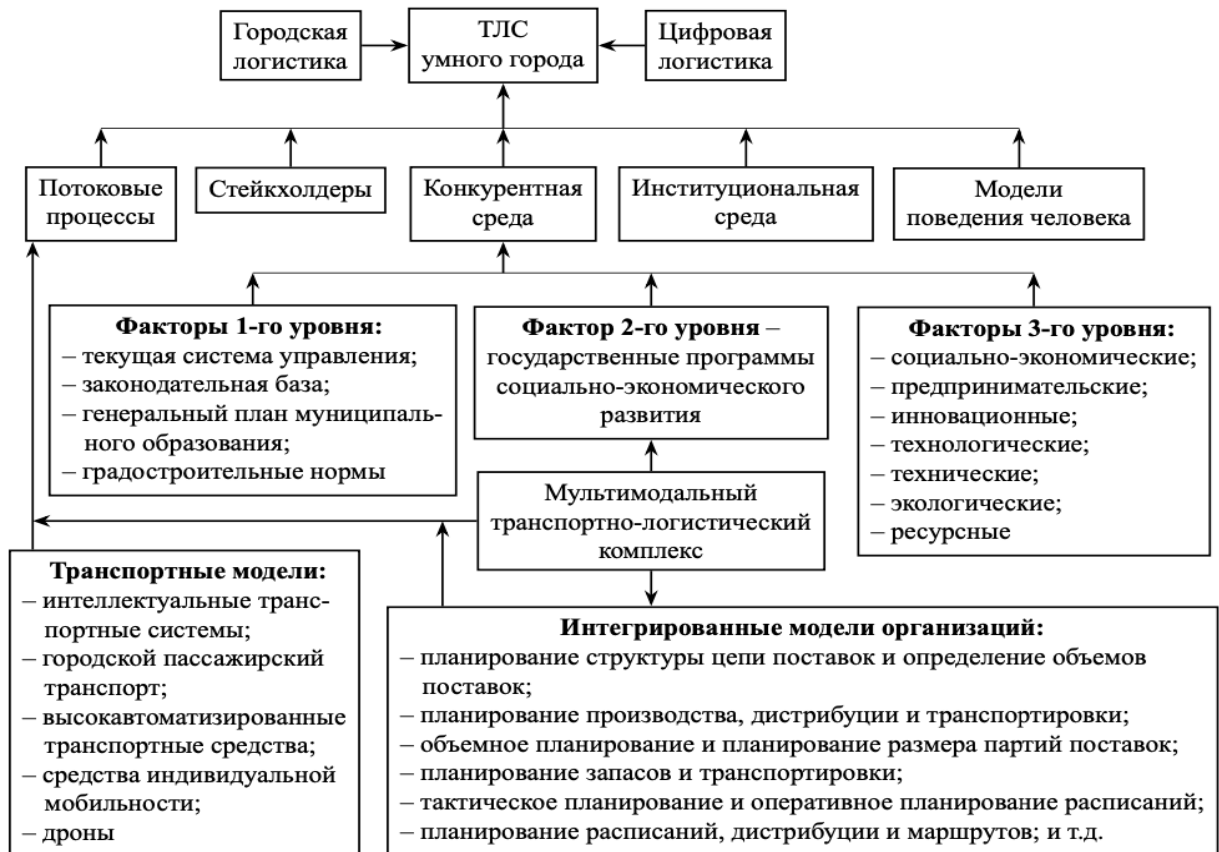 Городская
логистика
ТЛС
умного города
Цифровая
логистика
Потоковые
процессы
Стейкхолдеры
Конкурентная
среда
Институциональная
среда
Модели
поведения человека
Факторы 1-го уровня:
– текущая система управления;
– законодательная база;
– генеральный план муниципаль-
ного образования;
– градостроительные нормы
Фактор 2-го уровня –
государственные программы
социально-экономического
развития
Факторы 3-го уровня:
– социально-экономические;
– предпринимательские;
– инновационные;
– технологические;
– технические;
– экологические;
– ресурсные
Мультимодальный
транспортно-логистический
комплекс
Транспортные модели:
– интеллектуальные транс-
портные системы;
– городской пассажирский
транспорт;
– высокавтоматизированные
транспортные средства;
– средства индивидуальной
мобильности;
– дроны
Интегрированные модели организаций:
– планирование структуры цепи поставок и определение объемов
поставок;
– планирование производства, дистрибуции и транспортировки;
– объемное планирование и планирование размера партий поставок;
– планирование запасов и транспортировки;
– тактическое планирование и оперативное планирование расписаний;
– планирование расписаний, дистрибуции и маршрутов; и т.д.